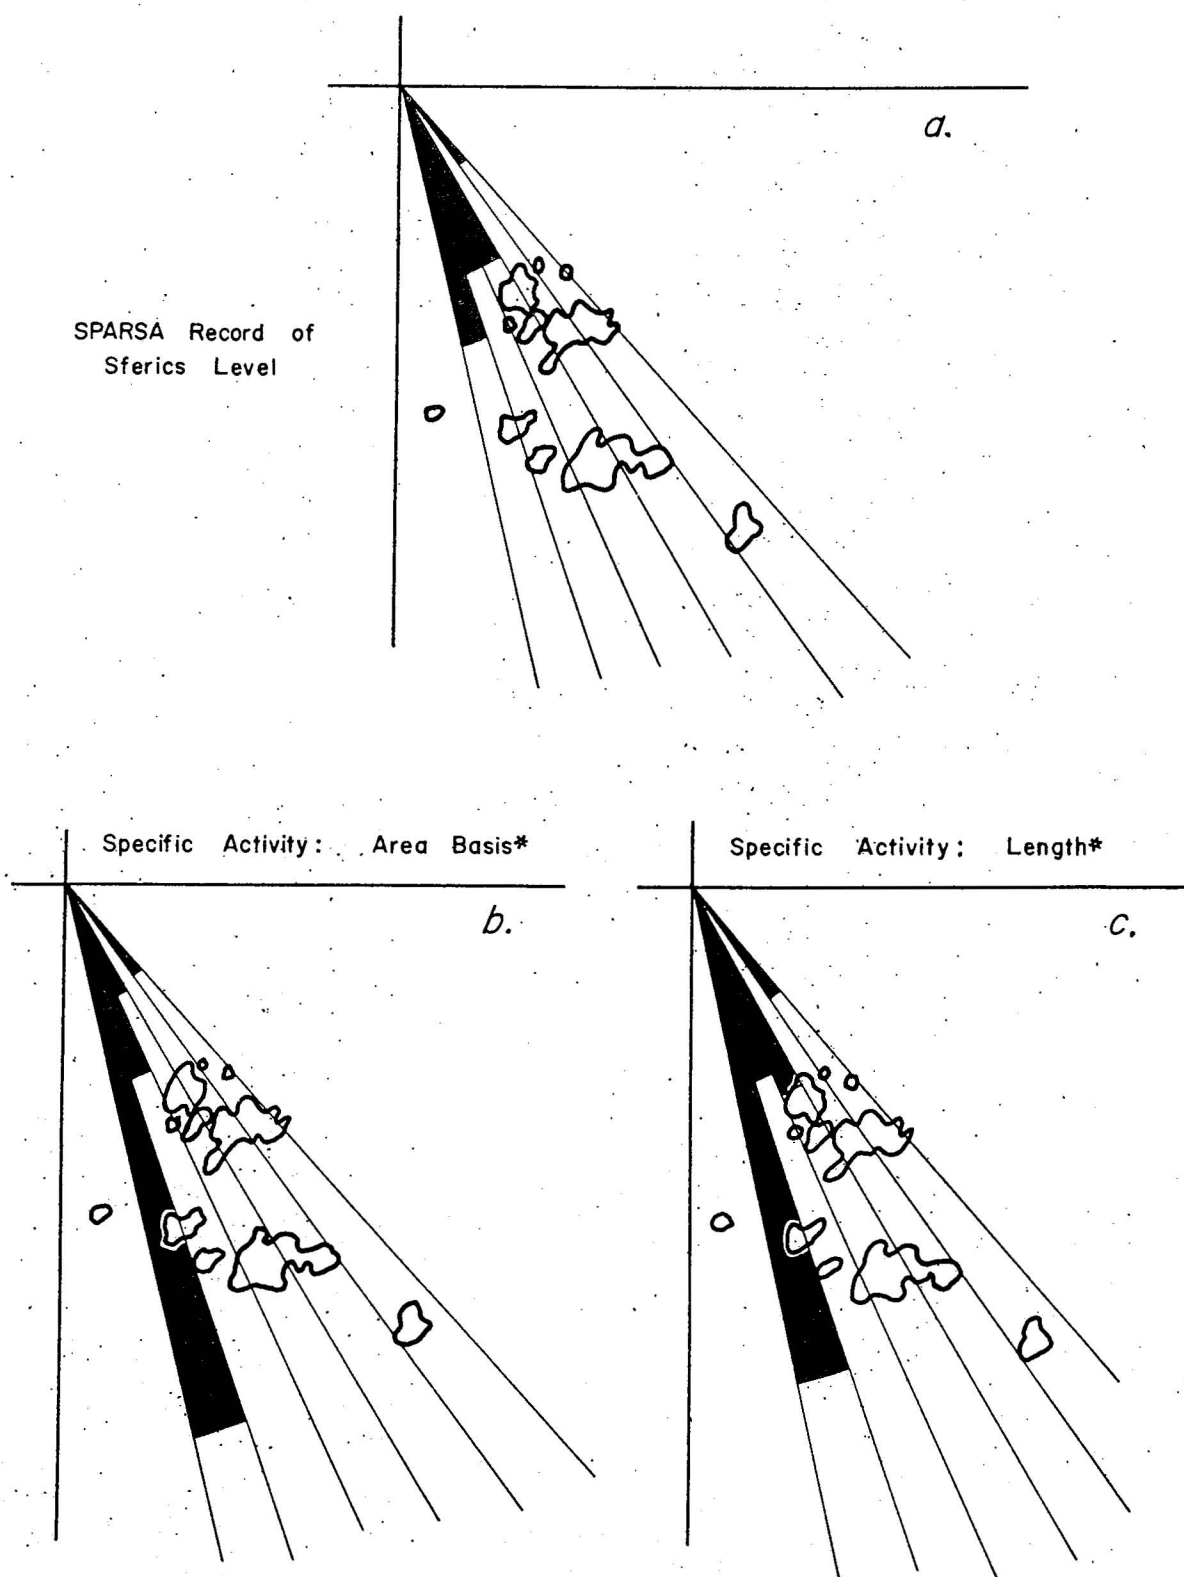 a.
SPARSA Record of
Sferics Level
Specific Activity: Area Basis*
b.
Specific Activity: Length*
c.